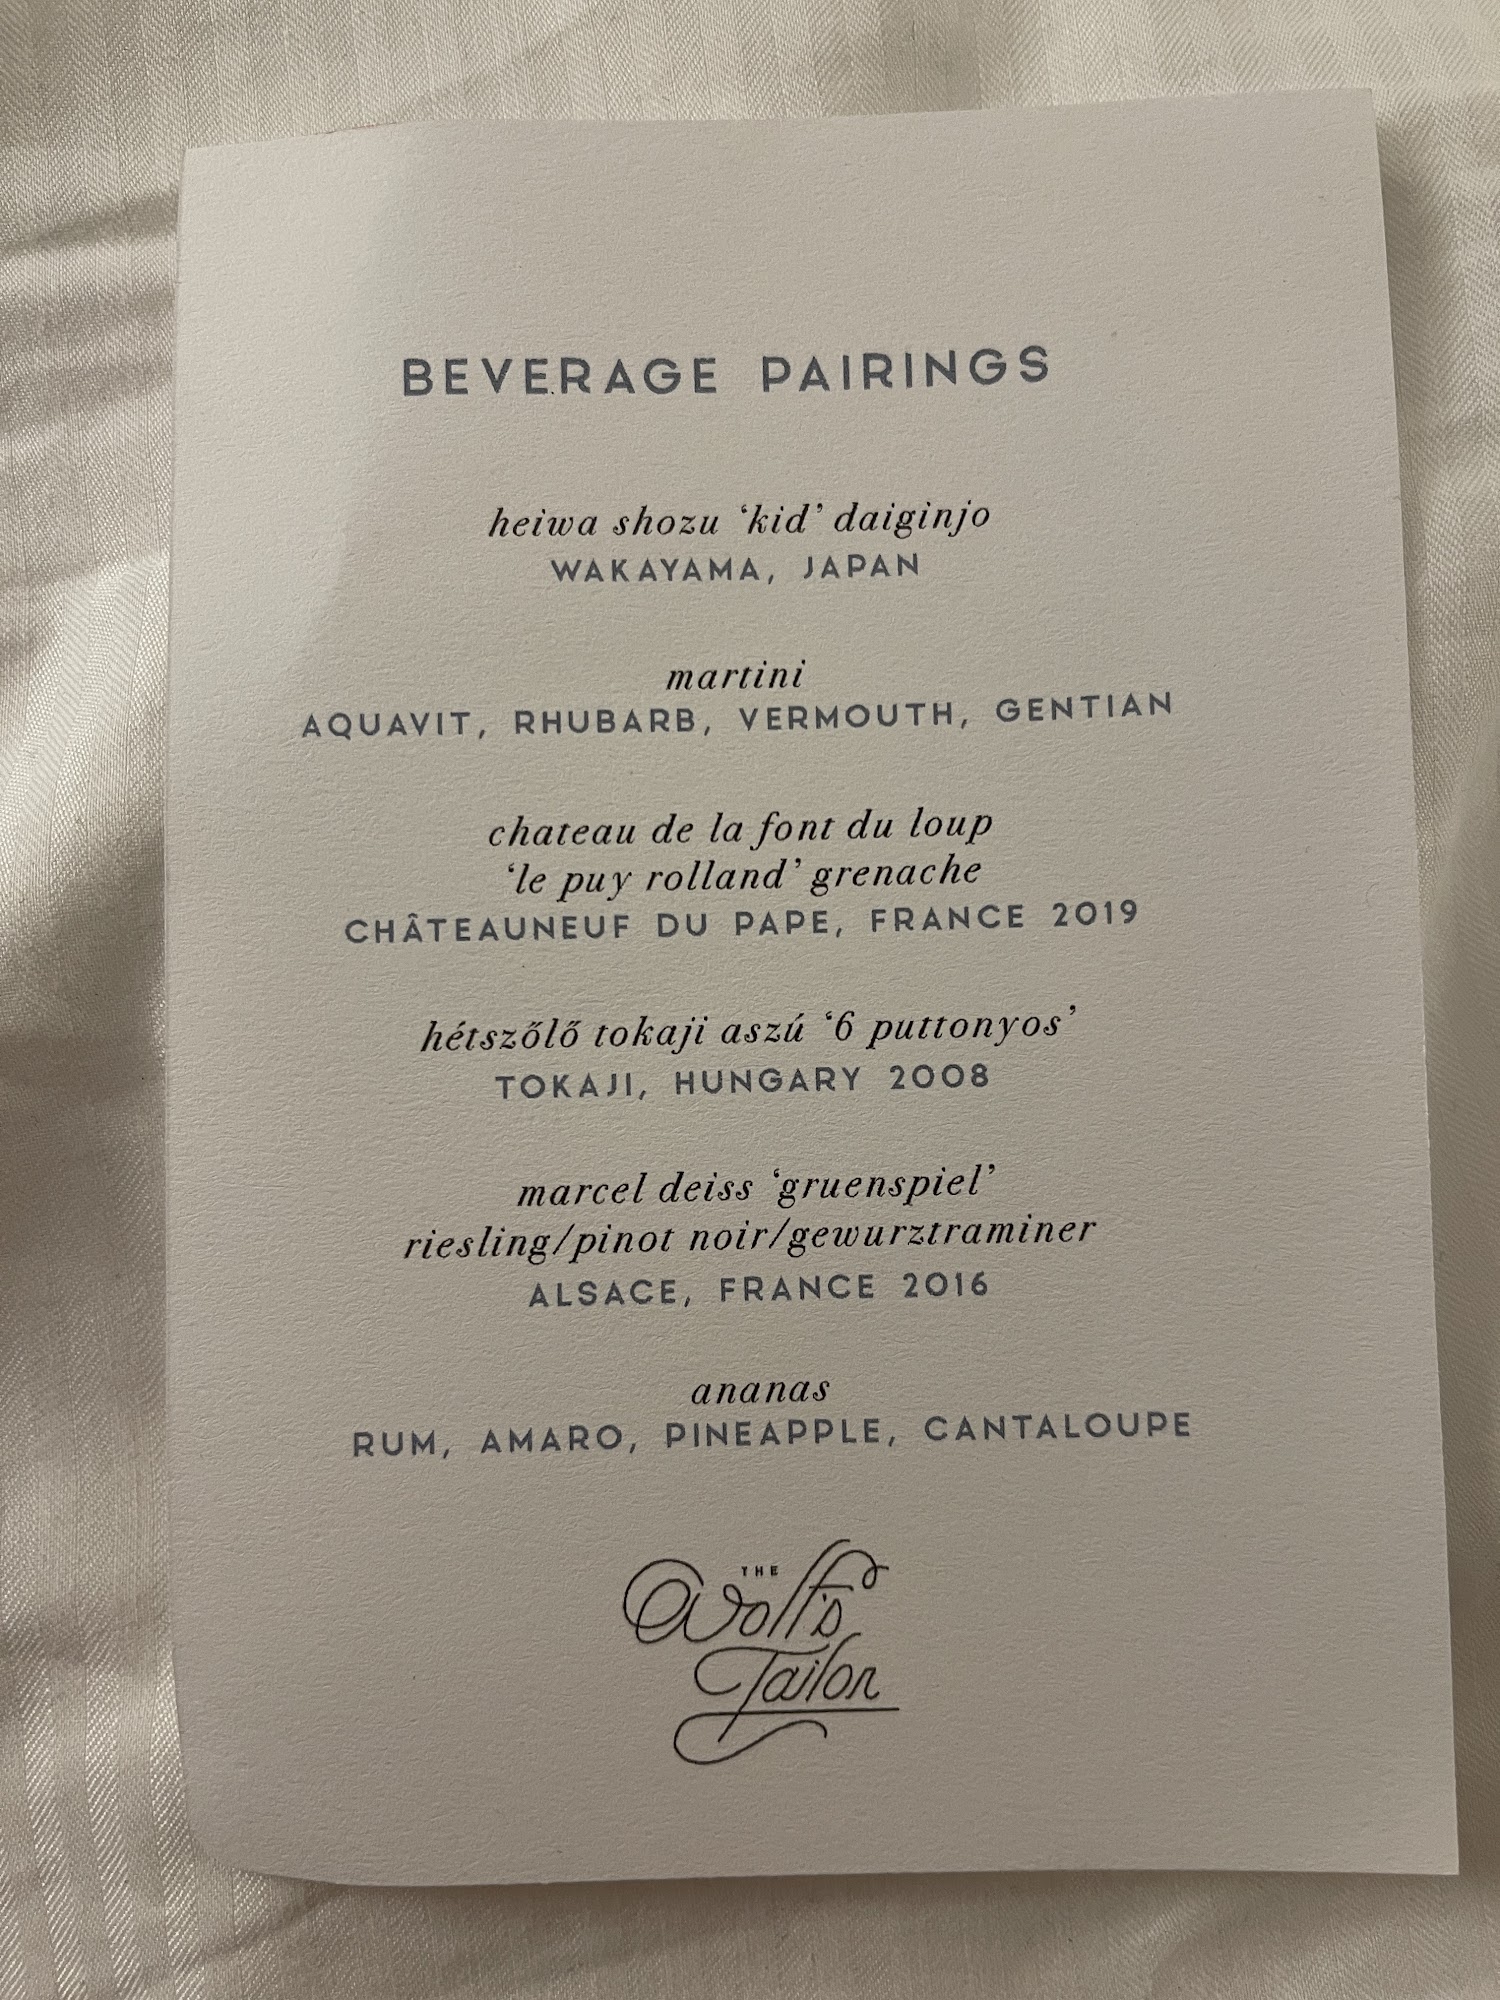 BEVERAGE PAIRINGS
heiwa shozu ‘kid’ daiginjo
WAKAYAMA, JAPAN
martini
AQUAVIT, RHUBARB, VERMOUTH, GENTIAN
chateau de la font du loup
‘le puy rolland’ grenache
CHÂTEAUNEUF DU PAPE, FRANCE 2019
hétszőlő tokaji aszú ‘6 puttonyos’
TOKAJI, HUNGARY 2008
marcel deiss ‘gruenspiel’
riesling/pinot noir/gewurztraminer
ALSACE, FRANCE 2016
ananas
RUM, AMARO, PINEAPPLE, CANTALOUPE
THE
Wolf's
Tailor